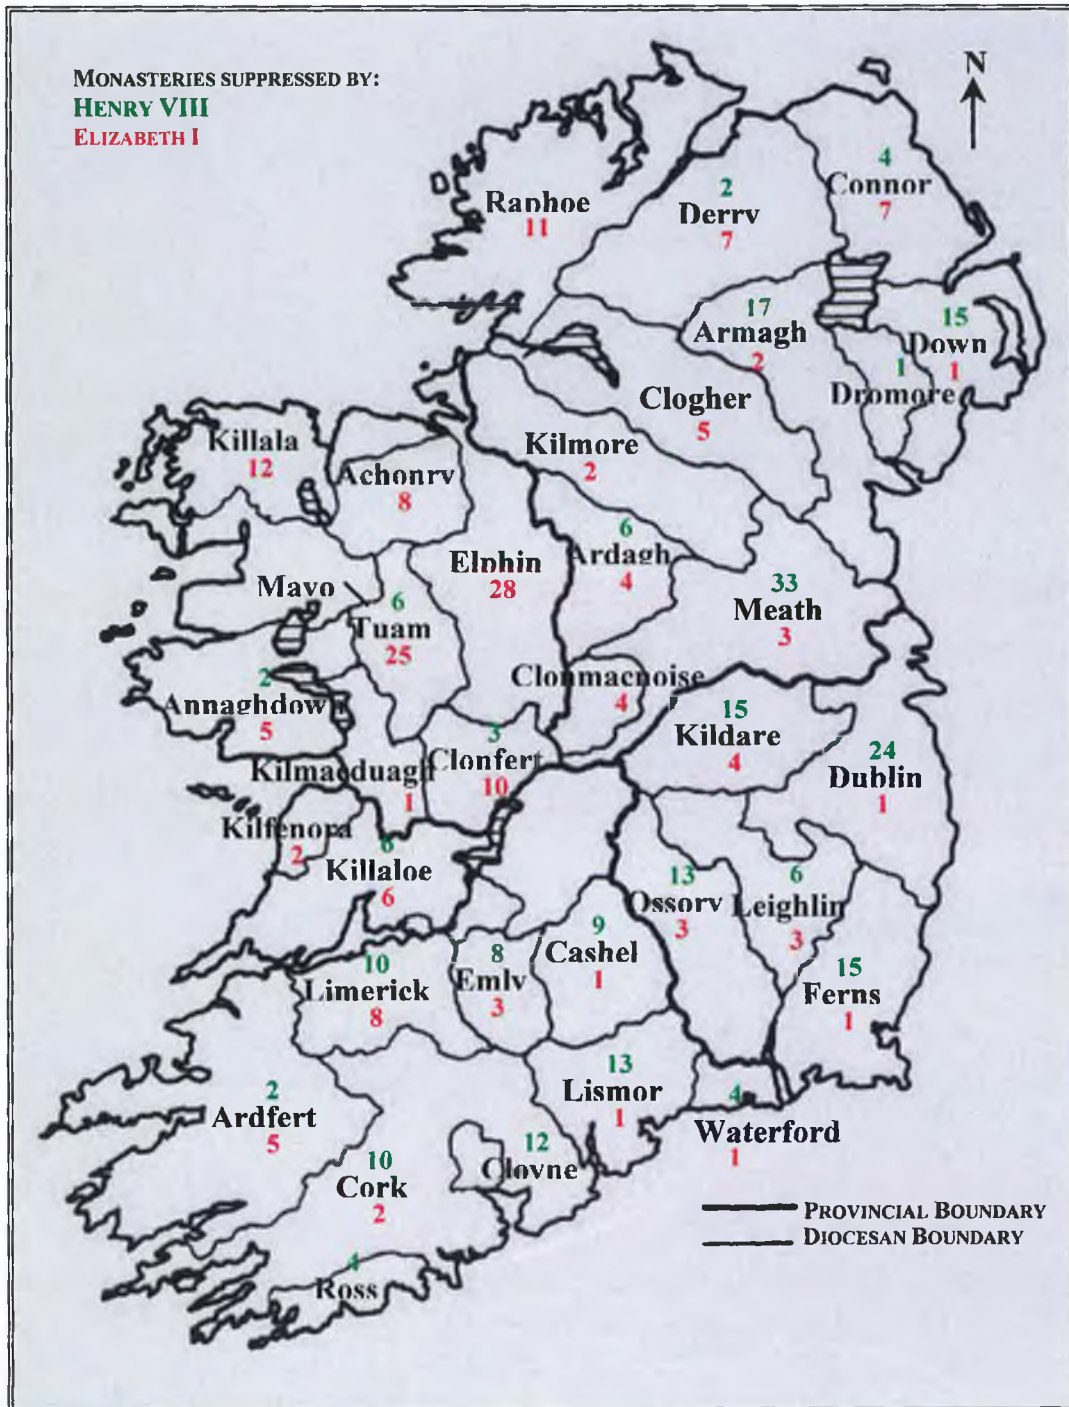 MONASTERIES SUPPRESSED BY:
HENRY VIII
ELIZABETH I
N
4
Connor
7
2
Derry
7
Raphoe
11
17
Armagh
2
15
Down
1
1
Dromore
Clogher
5
Kilmore
2
Killala
12
Achonry
8
6
Ardagh
4
Elphin
28
33
Meath
3
Mayo
6
Tuam
25
Clonmacnoise
4
2
Annaghdown
5
15
Kildare
4
3
Clonfert
10
24
Dublin
1
Kilmacduagh
1
Kilfenora
2
6
Killaloe
6
13
Ossory
3
6
Leighlin
3
9
Cashel
1
8
Emly
3
10
Limerick
8
15
Ferns
1
13
Lismor
1
4
Waterford
1
2
Ardfert
5
12
Cloyne
10
Cork
2
4
Ross
PROVINCIAL BOUNDARY
DIOCESAN BOUNDARY